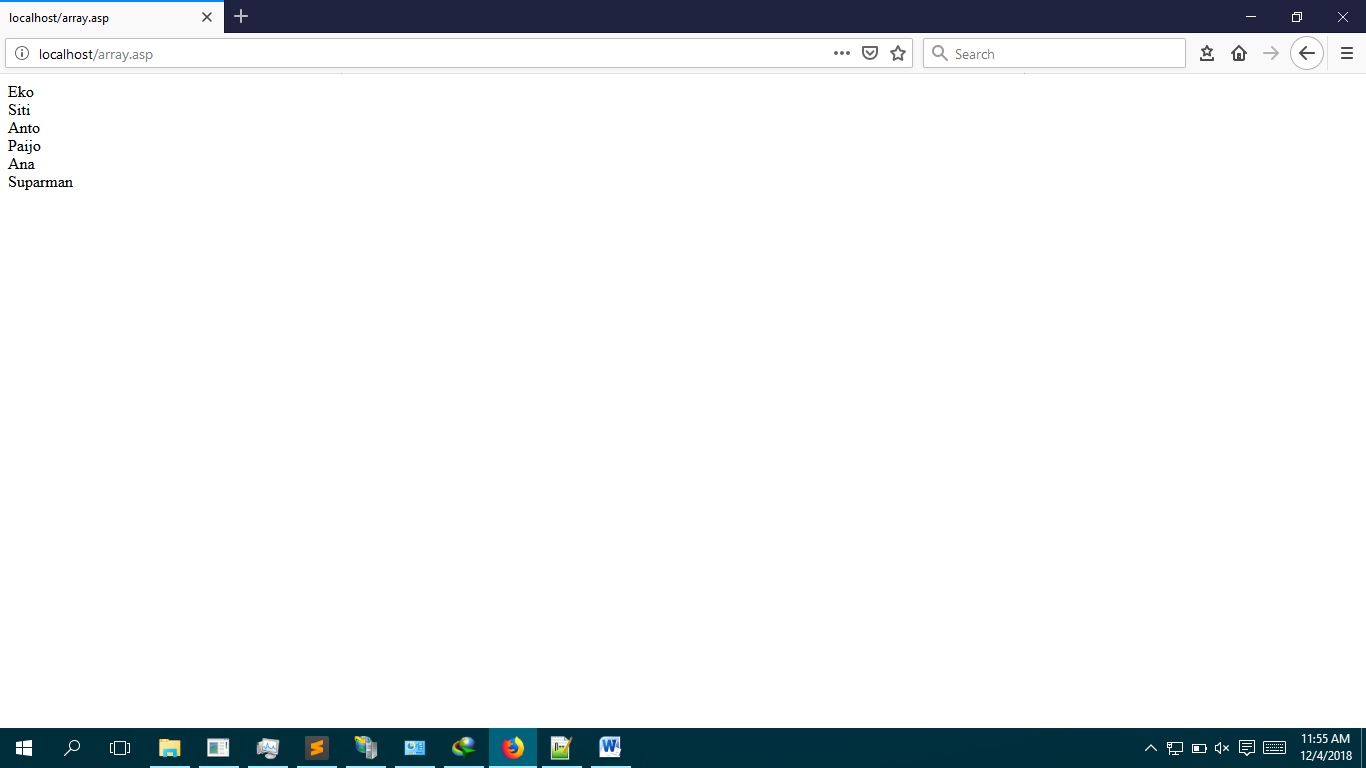 localhost/array.asp
localhost/array.asp
Search
Eko
Siti
Anto
Paijo
Ana
Suparman
11:55 AM
12/4/2018